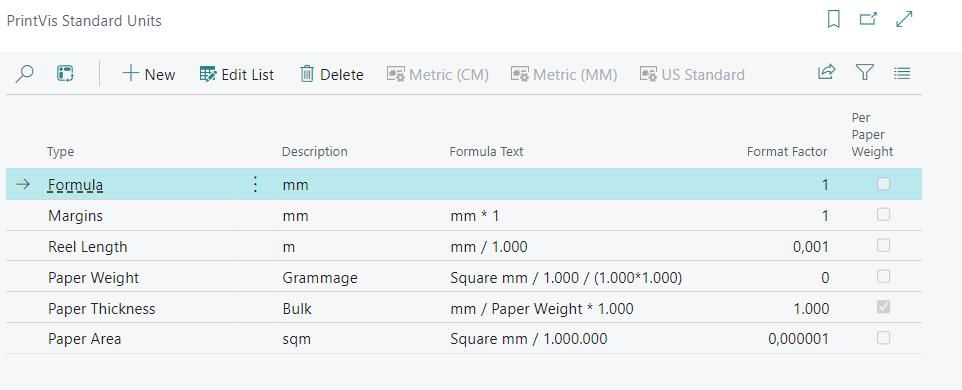 PrintVis Standard Units
New Edit List Delete Metric (CM) Metric (MM) US Standard
Type Description Formula Text Format Factor Per Paper Weight
Formula mm 1
Margins mm mm * 1 1
Reel Length m mm / 1.000 0,001
Paper Weight Grammage Square mm / 1.000 / (1.000*1.000) 0
Paper Thickness Bulk mm / Paper Weight * 1.000 1.000
Paper Area sqm Square mm / 1.000.000 0,000001